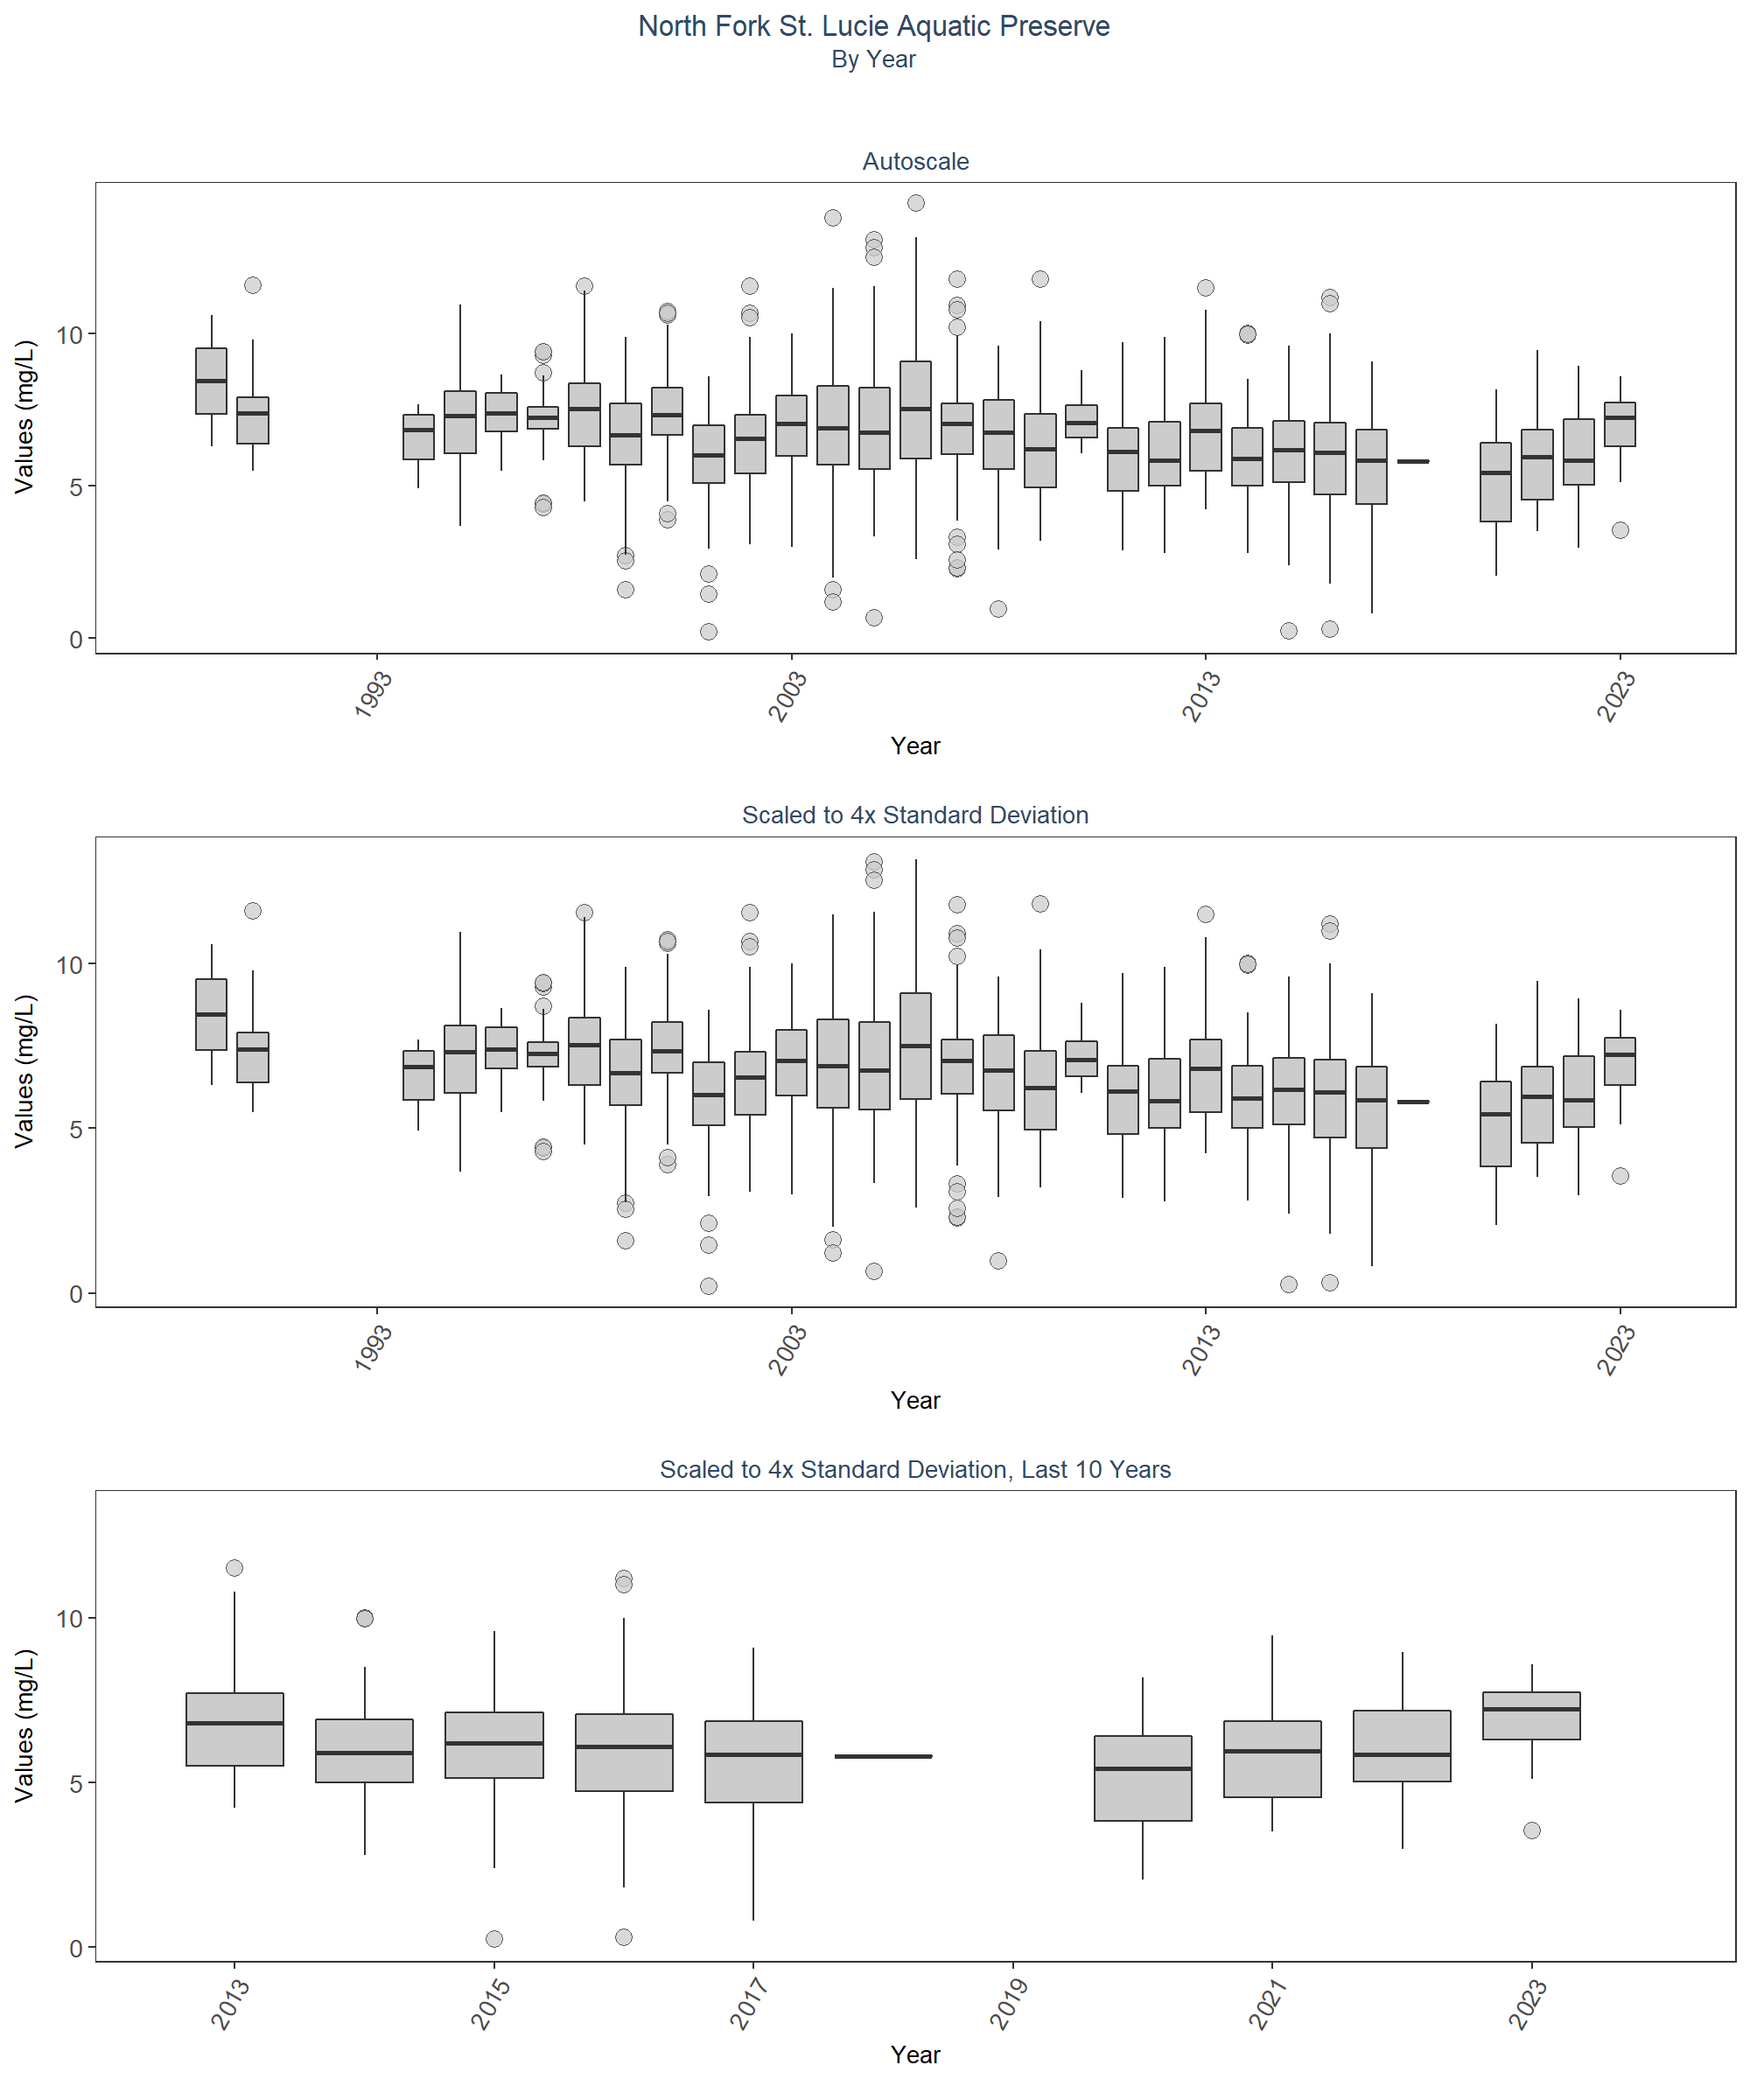 North Fork St. Lucie Aquatic Preserve
By Year
Autoscale
Values (mg/L)
10
5
0
1993
2003
2013
2023
Year
Scaled to 4x Standard Deviation
Values (mg/L)
10
5
0
1993
2003
2013
2023
Year
Scaled to 4x Standard Deviation, Last 10 Years
Values (mg/L)
10
5
0
2013
2015
2017
2019
2021
2023
Year